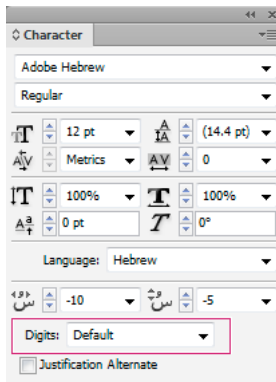 Character
Adobe Hebrew
Regular
12 pt (14.4 pt)
Metrics 0
100% 100%
0 pt 0°
Language: Hebrew
-10 -5
Digits: Default
Justification Alternate